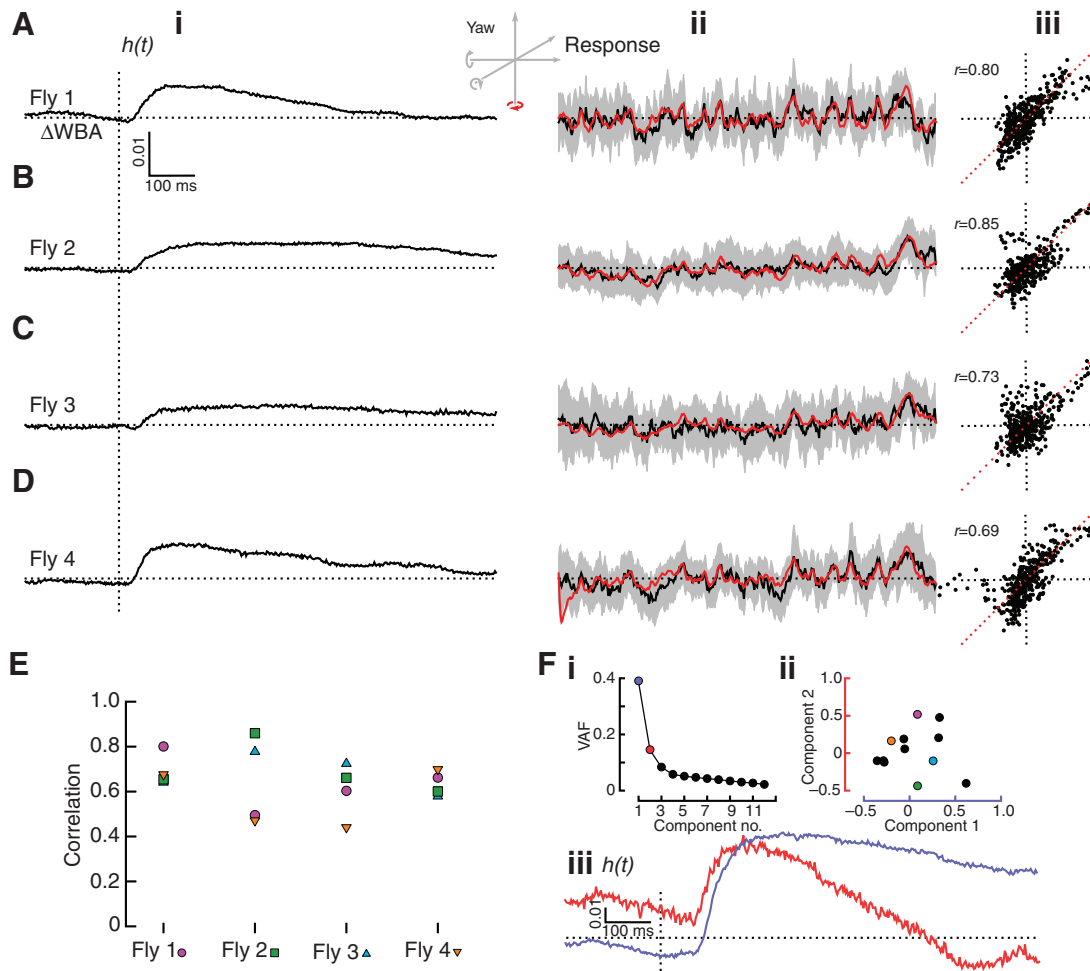 A
i
ii
iii
h(t)
Yaw
Response
Fly 1
ΔWBA
0.01
100 ms
r=0.80
B
Fly 2
r=0.85
C
Fly 3
r=0.73
D
Fly 4
r=0.69
E
1.0
0.8
0.6
0.4
0.2
0
Correlation
Fly 1
Fly 2
Fly 3
Fly 4
F
i
0.4
0.2
0
VAF
1 3 5 7 9 11
Component no.
ii
1.0
0.5
0
−0.5
Component 2
−0.5 0 0.5 1.0
Component 1
iii
h(t)
0.01
100 ms